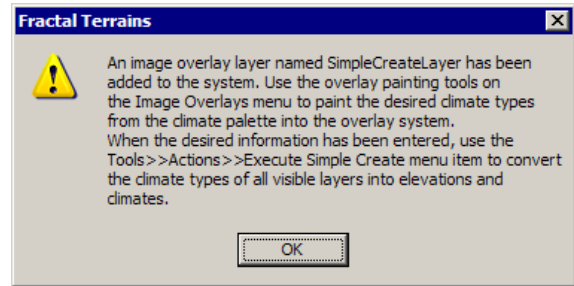 Fractal Terrains
An image overlay layer named SimpleCreateLayer has been
added to the system. Use the overlay painting tools on
the Image Overlays menu to paint the desired climate types
from the climate palette into the overlay system.
When the desired information has been entered, use the
Tools>>Actions>>Execute Simple Create menu item to convert
the climate types of all visible layers into elevations and
climates.
OK